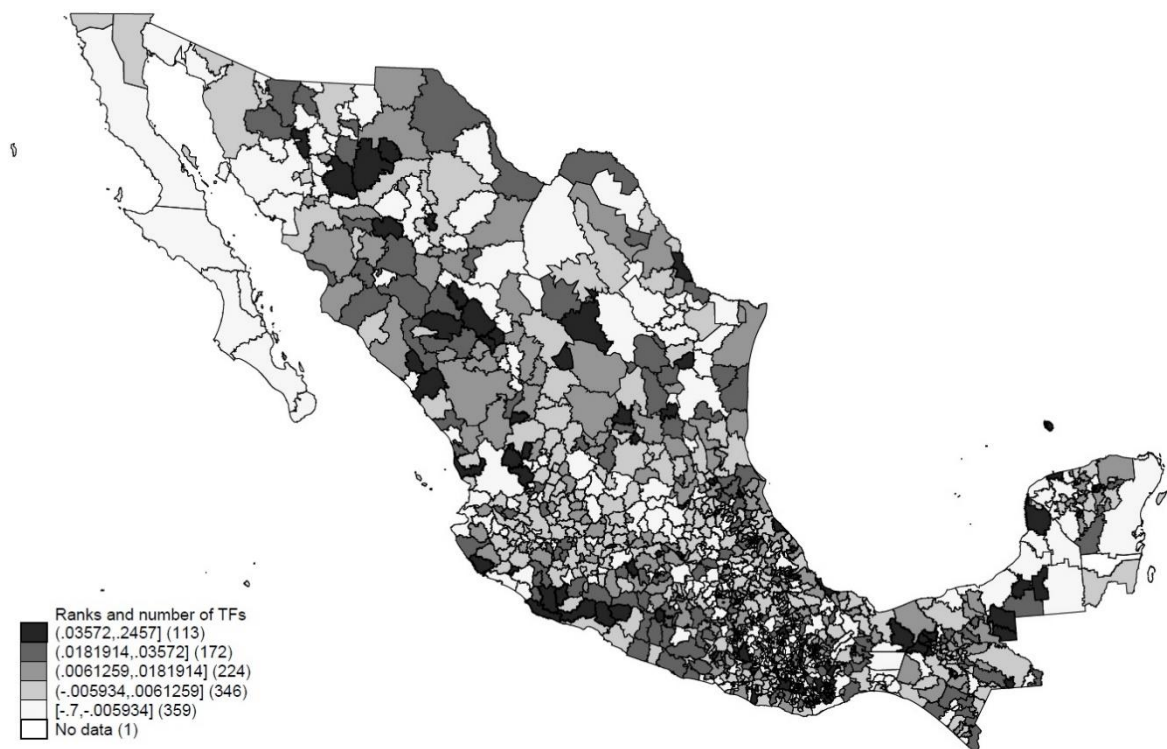 Ranks and number of TFs
(.03572,.2457] (113)
(.0181914,.03572] (172)
(.0061259,.0181914] (224)
(-.005934,.0061259] (346)
[-.7,-.005934] (359)
No data (1)